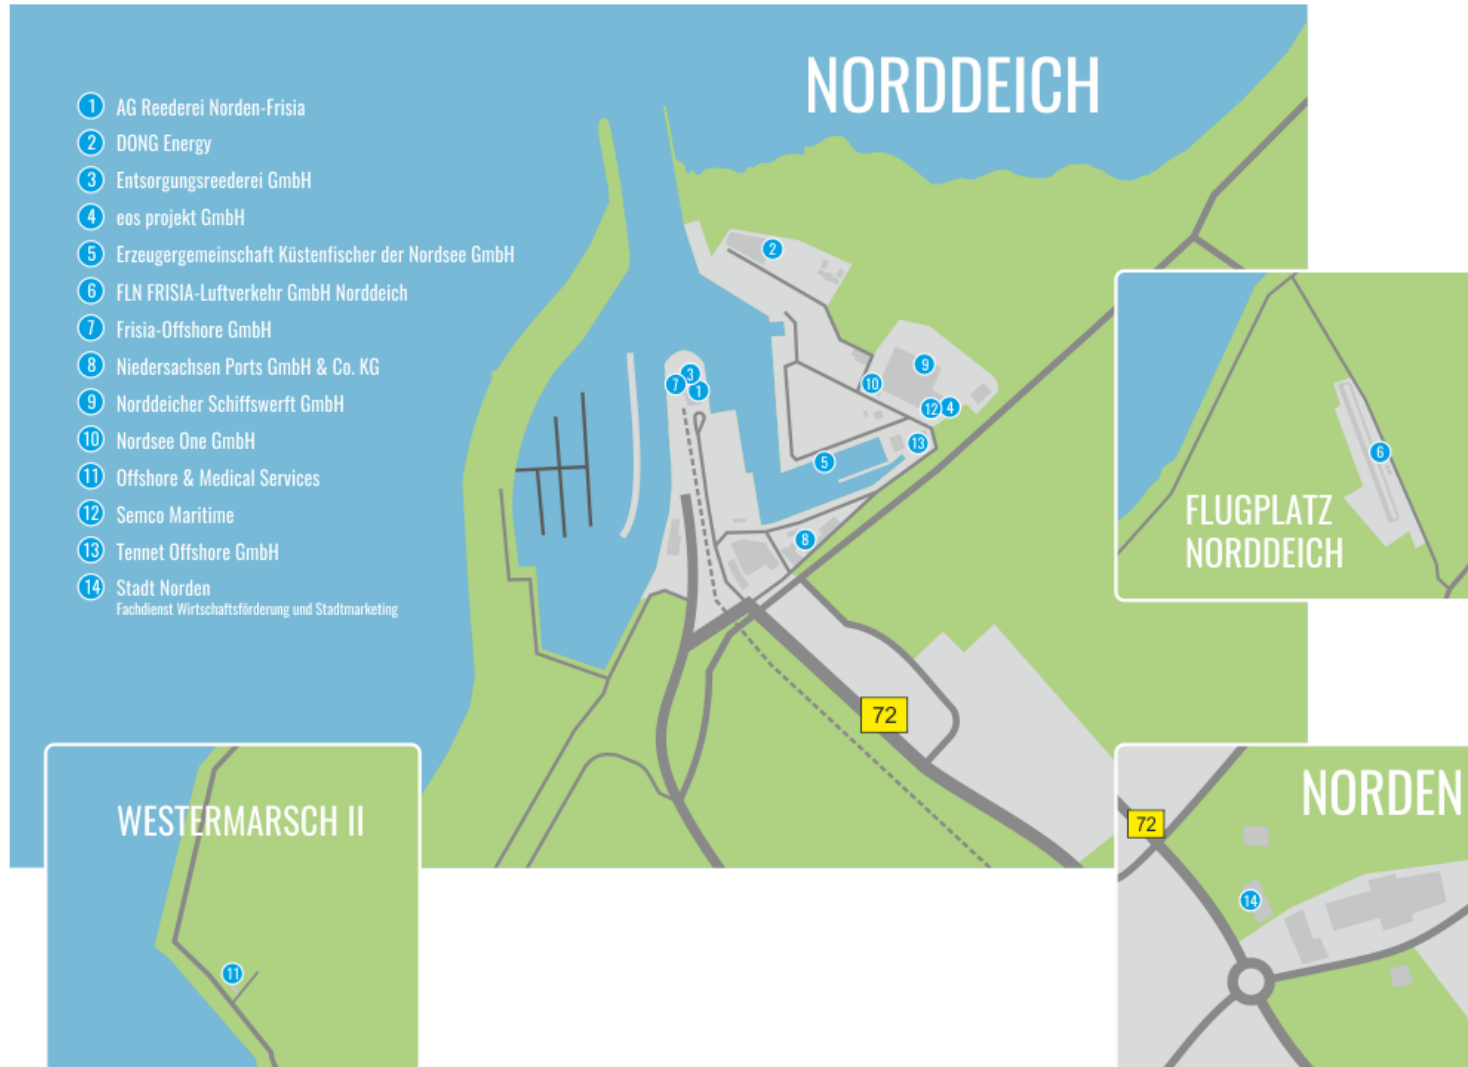 NORDDEICH
1 AG Reederei Norden-Frisia
2 DONG Energy
3 Entsorgungsreederei GmbH
4 eos projekt GmbH
5 Erzeugergemeinschaft Küstenfischer der Nordsee GmbH
6 FLN FRISIA-Luftverkehr GmbH Norddeich
7 Frisia-Offshore GmbH
8 Niedersachsen Ports GmbH & Co. KG
9 Norddeicher Schiffswerft GmbH
10 Nordsee One GmbH
11 Offshore & Medical Services
12 Semco Maritime
13 Tennet Offshore GmbH
14 Stadt Norden
Fachdienst Wirtschaftsförderung und Stadtmarketing
2
9
3
7
1
10
12 4
13
5
8
72
6
FLUGPLATZ
NORDDEICH
WESTERMARSCH II
11
NORDEN
72
14